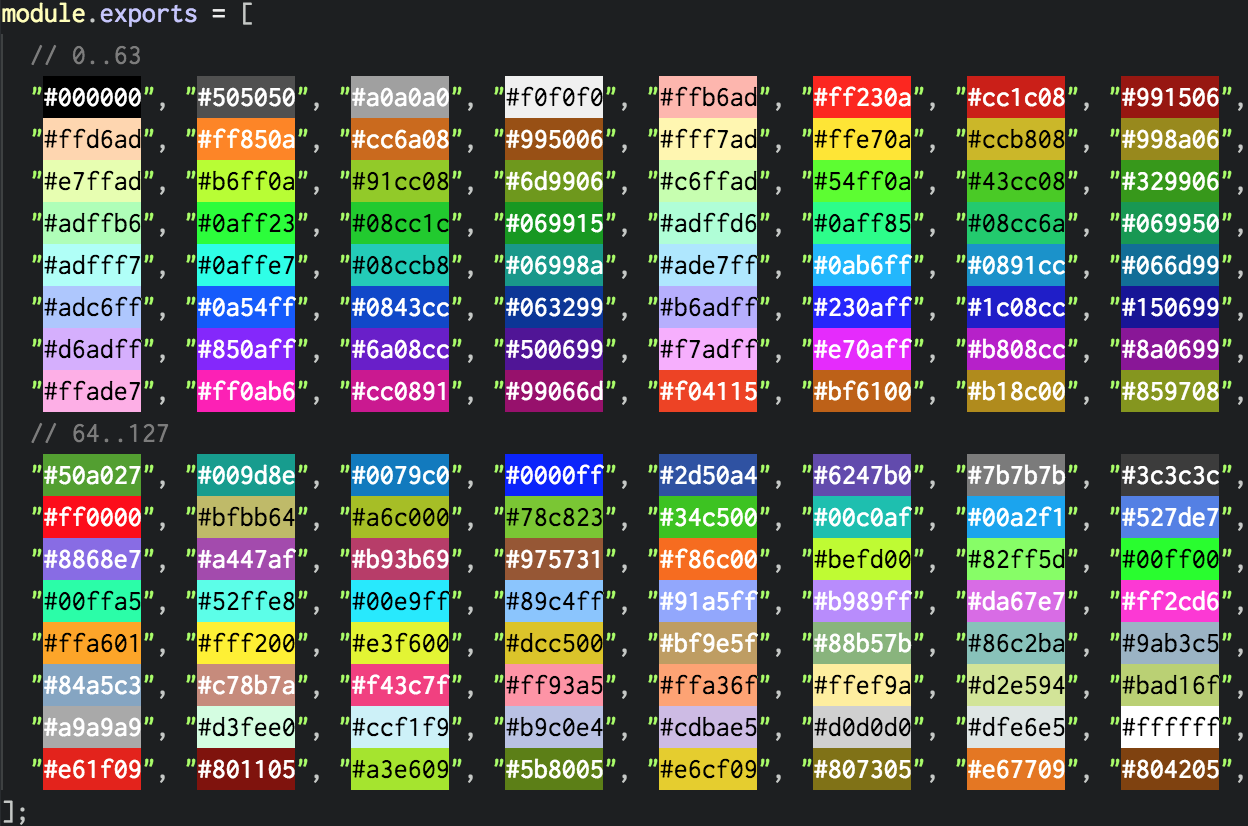 module.exports = [
// 0..63
"#000000", "#505050", "#a0a0a0", "#f0f0f0", "#ffb6ad", "#ff230a", "#cc1c08", "#991506",
"#ffd6ad", "#ff850a", "#cc6a08", "#995006", "#fff7ad", "#ffe70a", "#ccb808", "#998a06",
"#e7ffad", "#b6ff0a", "#91cc08", "#6d9906", "#c6ffad", "#54ff0a", "#43cc08", "#329906",
"#adffb6", "#0aff23", "#08cc1c", "#069915", "#adffd6", "#0aff85", "#08cc6a", "#069950",
"#adfff7", "#0affe7", "#08ccb8", "#06998a", "#ade7ff", "#0ab6ff", "#0891cc", "#066d99",
"#adc6ff", "#0a54ff", "#0843cc", "#063299", "#b6adff", "#230aff", "#1c08cc", "#150699",
"#d6adff", "#850aff", "#6a08cc", "#500699", "#f7adff", "#e70aff", "#b808cc", "#8a0699",
"#ffade7", "#ff0ab6", "#cc0891", "#99066d", "#f04115", "#bf6100", "#b18c00", "#859708",
// 64..127
"#50a027", "#009d8e", "#0079c0", "#0000ff", "#2d50a4", "#6247b0", "#7b7b7b", "#3c3c3c",
"#ff0000", "#bfbb64", "#a6c000", "#78c823", "#34c500", "#00c0af", "#00a2f1", "#527de7",
"#8868e7", "#a447af", "#b93b69", "#975731", "#f86c00", "#befd00", "#82ff5d", "#00ff00",
"#00ffa5", "#52ffe8", "#00e9ff", "#89c4ff", "#91a5ff", "#b989ff", "#da67e7", "#ff2cd6",
"#ffa601", "#fff200", "#e3f600", "#dcc500", "#bf9e5f", "#88b57b", "#86c2ba", "#9ab3c5",
"#84a5c3", "#c78b7a", "#f43c7f", "#ff93a5", "#ffa36f", "#ffef9a", "#d2e594", "#bad16f",
"#a9a9a9", "#d3fee0", "#ccf1f9", "#b9c0e4", "#cdbae5", "#d0d0d0", "#dfe6e5", "#ffffff",
"#e61f09", "#801105", "#a3e609", "#5b8005", "#e6cf09", "#807305", "#e67709", "#804205",
];